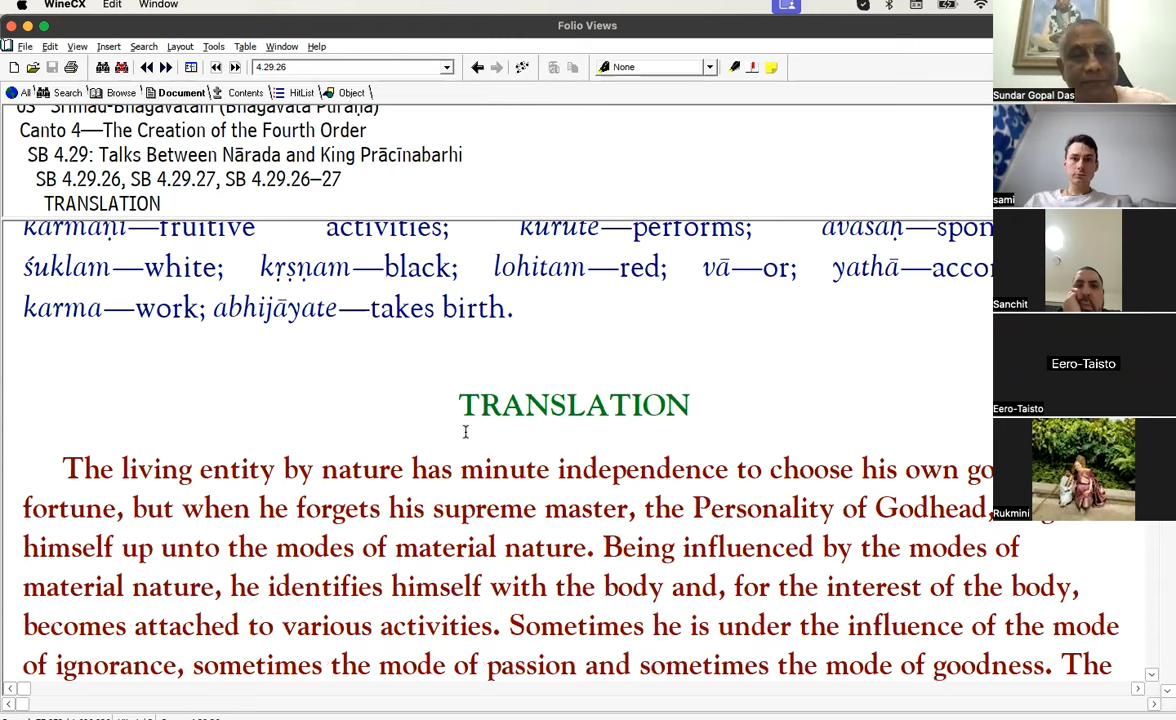 WineCX Edit Window
Folio Views
File Edit View Insert Search Layout Tools Table Window Help
4.29.26
None
All Search Browse Document Contents HitList Object
03 Srimad-Bhagavatam (Bhāgavata Purāṇa)
Canto 4—The Creation of the Fourth Order
SB 4.29: Talks Between Nārada and King Prācīnabarhi
SB 4.29.26, SB 4.29.27, SB 4.29.26–27
TRANSLATION
karmāṇi—fruitive activities; kurute—performs; avaśaḥ—spon
śuklam—white; kṛṣṇam—black; lohitam—red; vā—or; yathā—acco
karma—work; abhijāyate—takes birth.
TRANSLATION
The living entity by nature has minute independence to choose his own go
fortune, but when he forgets his supreme master, the Personality of Godhead,
himself up unto the modes of material nature. Being influenced by the modes of
material nature, he identifies himself with the body and, for the interest of the body,
becomes attached to various activities. Sometimes he is under the influence of the mode
of ignorance, sometimes the mode of passion and sometimes the mode of goodness. The
Sundar Gopal Das
sami
Sanchit
Eero-Taisto
Eero-Taisto
Rukmini